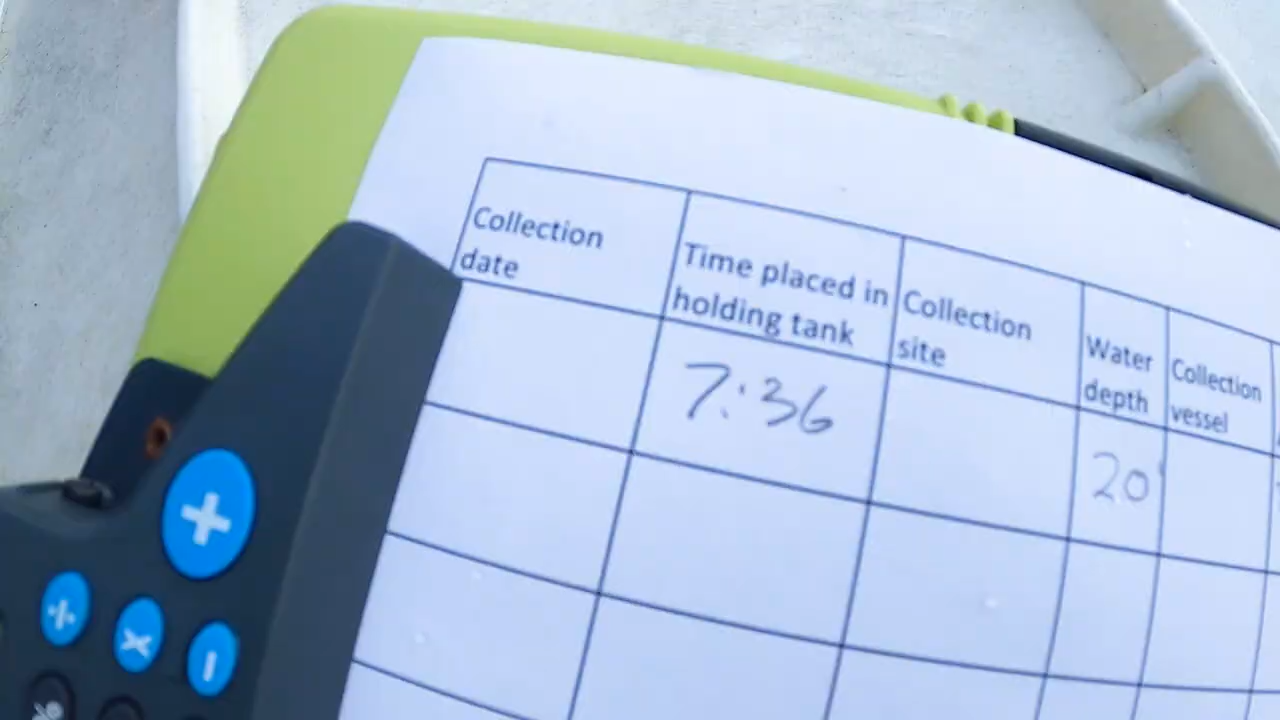 Collection
date
Time placed in
holding tank
Collection
site
Water
depth
Collection
vessel
7:36
20'
+
÷
×
-
%